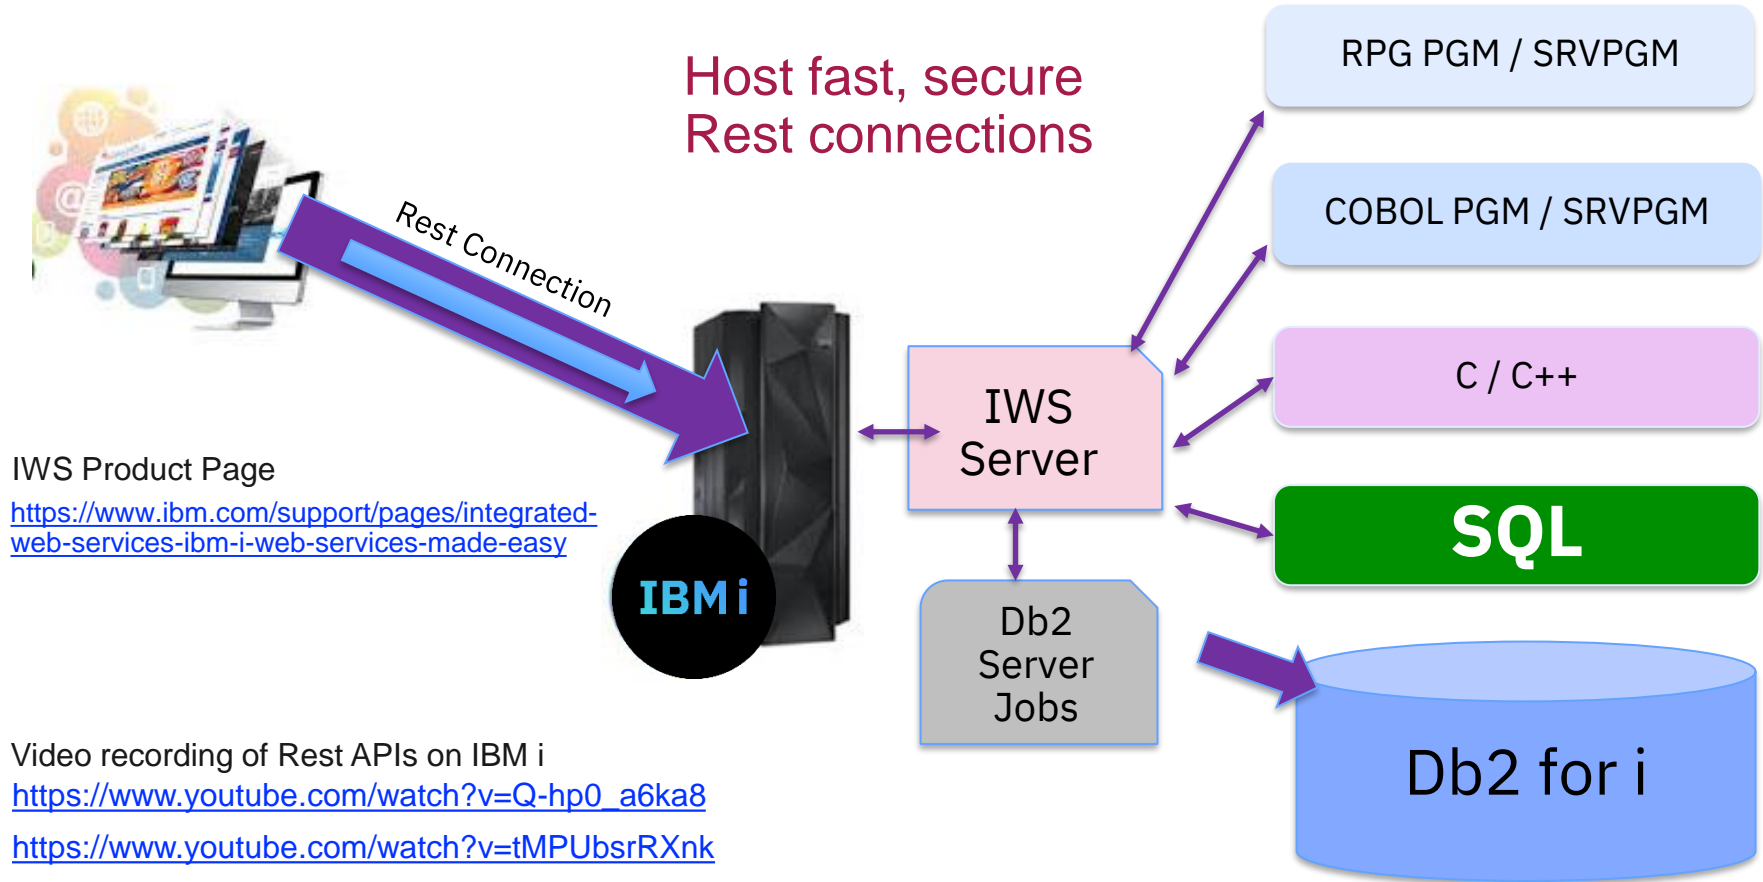 Host fast, secure
Rest connections
Rest Connection
IWS Product Page
https://www.ibm.com/support/pages/integrated-
web-services-ibm-i-web-services-made-easy
IBM i
Video recording of Rest APIs on IBM i
https://www.youtube.com/watch?v=Q-hp0_a6ka8
https://www.youtube.com/watch?v=tMPUbsrRXnk
IWS
Server
Db2
Server
Jobs
RPG PGM / SRVPGM
COBOL PGM / SRVPGM
C / C++
SQL
Db2 for i